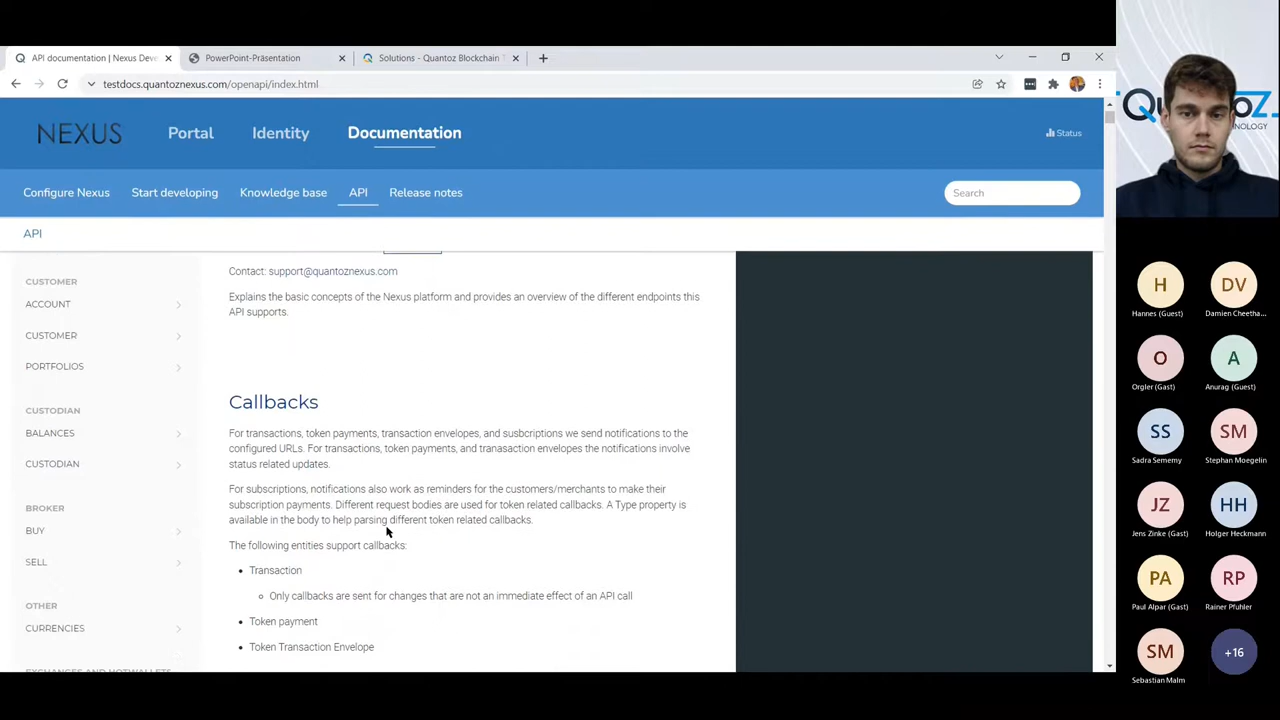 API documentation | Nexus Dev
PowerPoint-Präsentation
Solutions - Quantoz Blockchain T
testdocs.quantoznexus.com/openapi/index.html
NEXUS
Portal
Identity
Documentation
Status
Configure Nexus
Start developing
Knowledge base
API
Release notes
Search
API
CUSTOMER
ACCOUNT
CUSTOMER
PORTFOLIOS
CUSTODIAN
BALANCES
CUSTODIAN
BROKER
BUY
SELL
OTHER
CURRENCIES
EXCHANGES AND HOTWALLETS
Contact: support@quantoznexus.com
Explains the basic concepts of the Nexus platform and provides an overview of the different endpoints this
API supports.
Callbacks
For transactions, token payments, transaction envelopes, and susbcriptions we send notifications to the
configured URLs. For transactions, token payments, and tranasaction envelopes the notifications involve
status related updates.
For subscriptions, notifications also work as reminders for the customers/merchants to make their
subscription payments. Different request bodies are used for token related callbacks. A Type property is
available in the body to help parsing different token related callbacks.
The following entities support callbacks:
Transaction
Only callbacks are sent for changes that are not an immediate effect of an API call
Token payment
Token Transaction Envelope
H
Hannes (Guest)
DV
Damien Cheetha...
O
Orgler (Gast)
A
Anurag (Guest)
SS
Sadra Sememy
SM
Stephan Moegelin
JZ
Jens Zinke (Gast)
HH
Holger Heckmann
PA
Paul Alpar (Gast)
RP
Rainer Pfuhler
SM
Sebastian Malm
+16